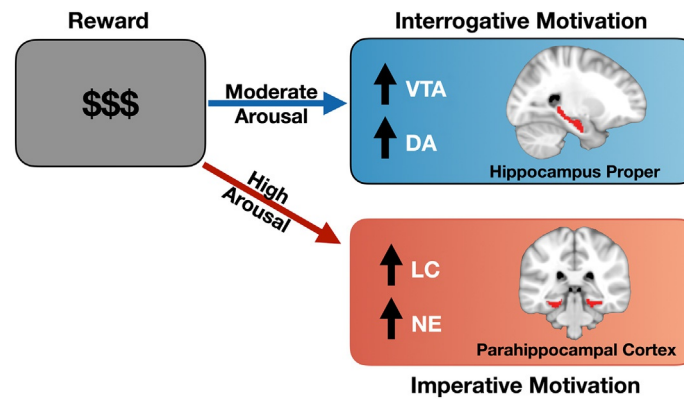 Reward
Interrogative Motivation
$$$
Moderate
Arousal
VTA
DA
Hippocampus Proper
High
Arousal
LC
NE
Parahippocampal Cortex
Imperative Motivation